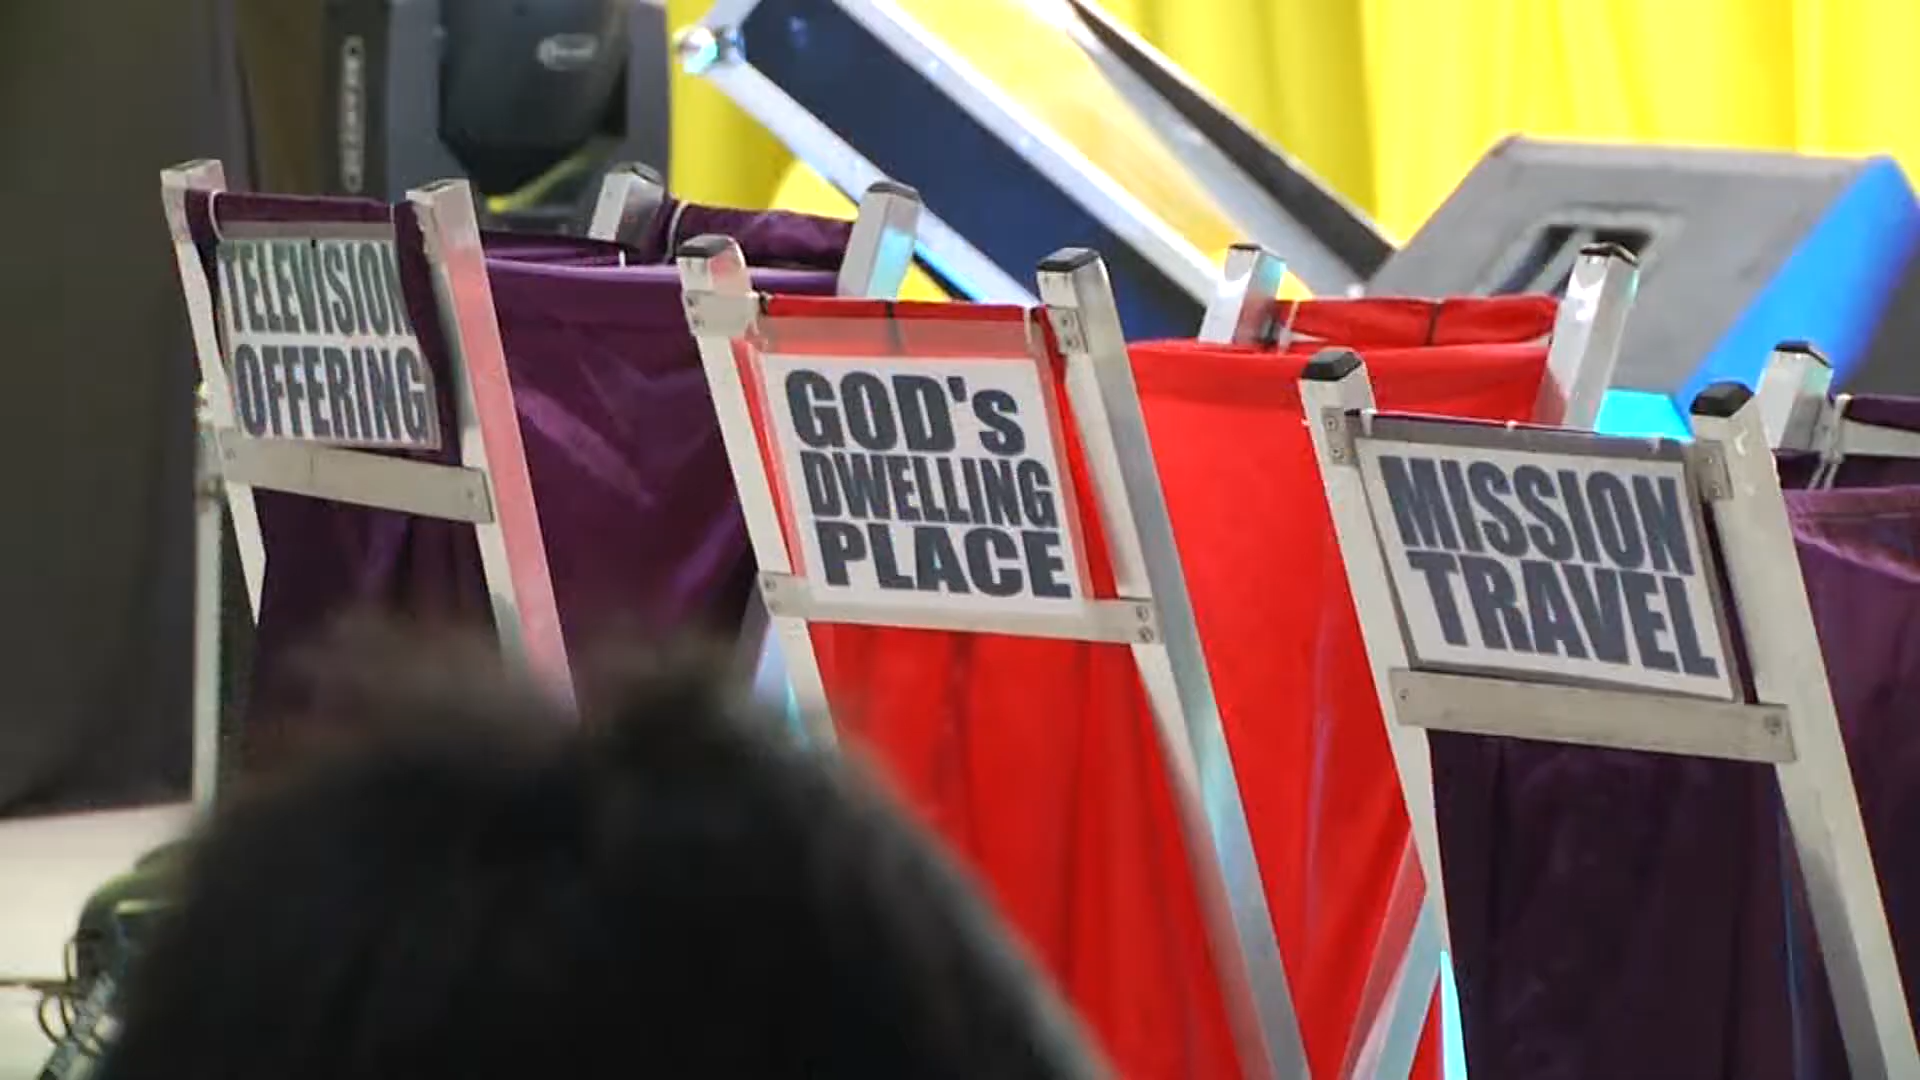 TELEVISION
OFFERING
GOD's
DWELLING
PLACE
MISSION
TRAVEL